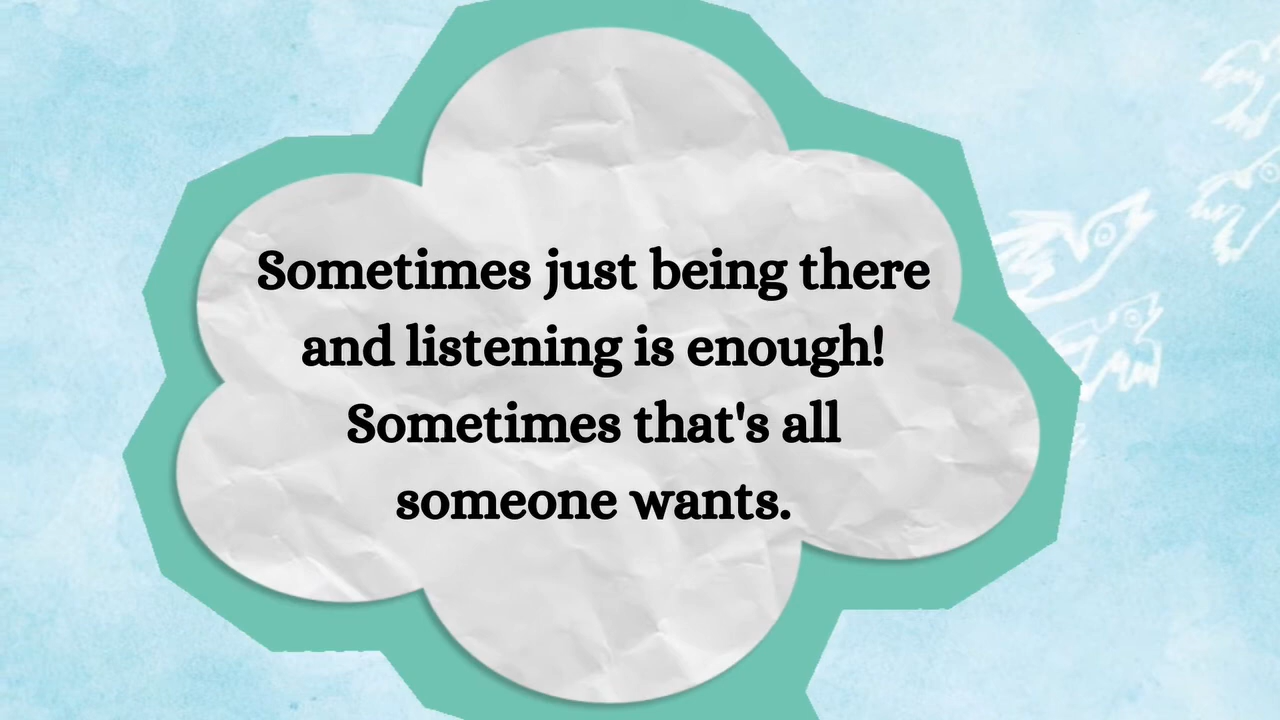 Sometimes just being there
and listening is enough!
Sometimes that's all
someone wants.